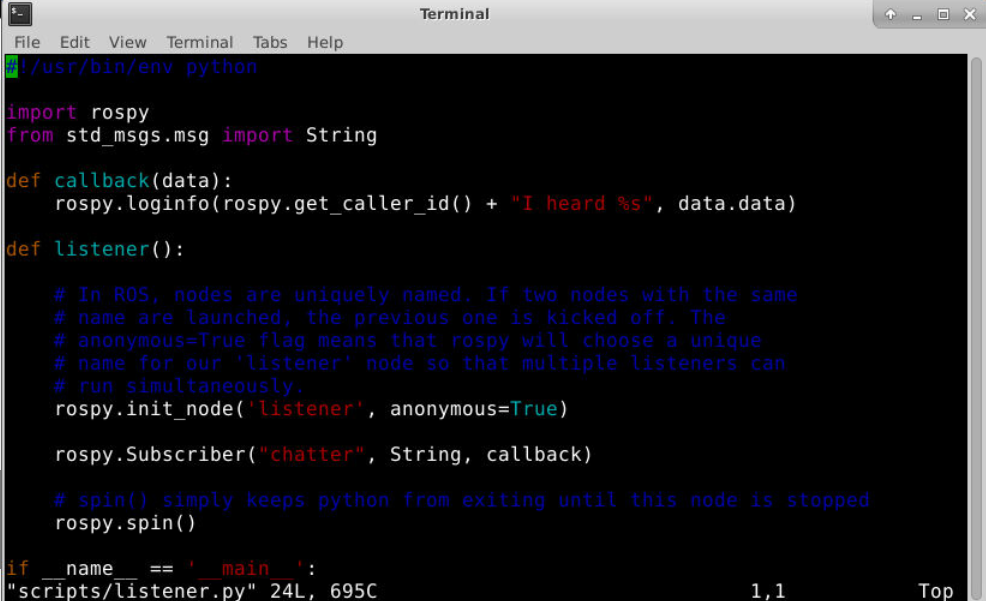 Terminal
File Edit View Terminal Tabs Help
#!/usr/bin/env python
import rospy
from std_msgs.msg import String
def callback(data):
    rospy.loginfo(rospy.get_caller_id() + "I heard %s", data.data)
def listener():
    # In ROS, nodes are uniquely named. If two nodes with the same
    # name are launched, the previous one is kicked off. The
    # anonymous=True flag means that rospy will choose a unique
    # name for our 'listener' node so that multiple listeners can
    # run simultaneously.
    rospy.init_node('listener', anonymous=True)
    rospy.Subscriber("chatter", String, callback)
    # spin() simply keeps python from exiting until this node is stopped
    rospy.spin()
if __name__ == '__main__':
"scripts/listener.py" 24L, 695C 1,1 Top